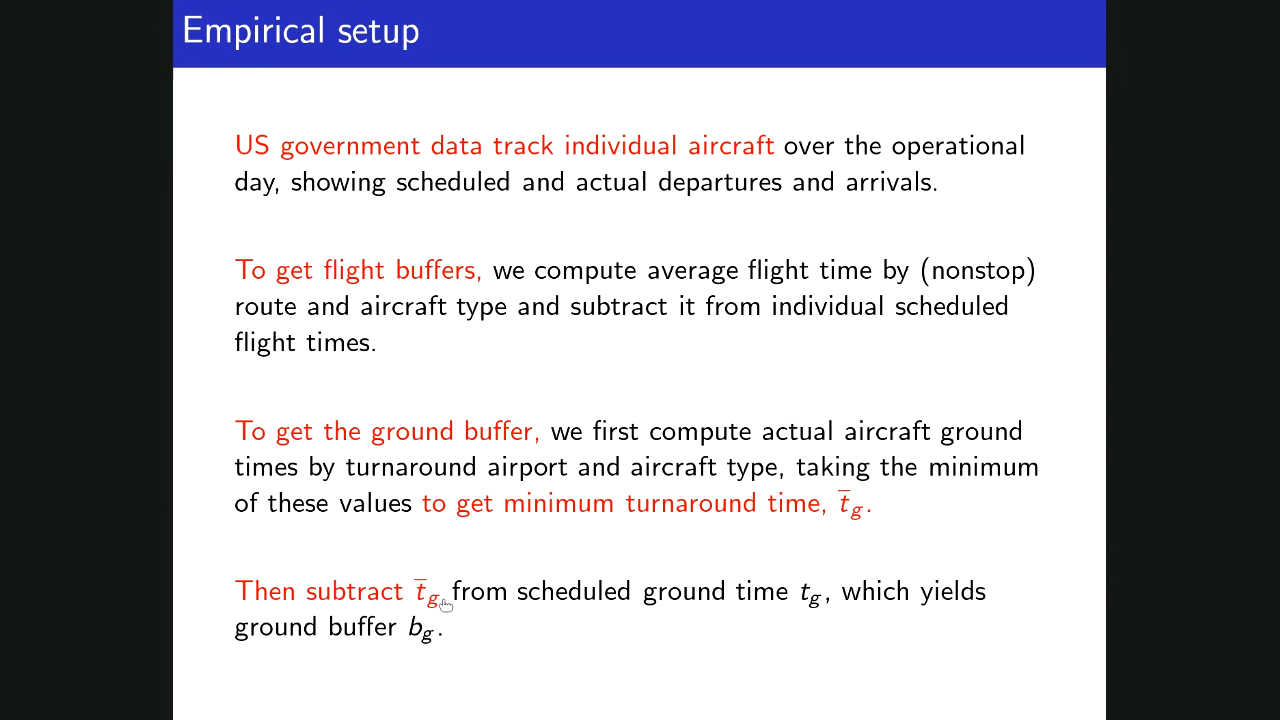 Empirical setup
US government data track individual aircraft over the operational
day, showing scheduled and actual departures and arrivals.
To get flight buffers, we compute average flight time by (nonstop)
route and aircraft type and subtract it from individual scheduled
flight times.
To get the ground buffer, we first compute actual aircraft ground
times by turnaround airport and aircraft type, taking the minimum
of these values to get minimum turnaround time, t̄_g.
Then subtract t̄_g from scheduled ground time t_g, which yields
ground buffer b_g.